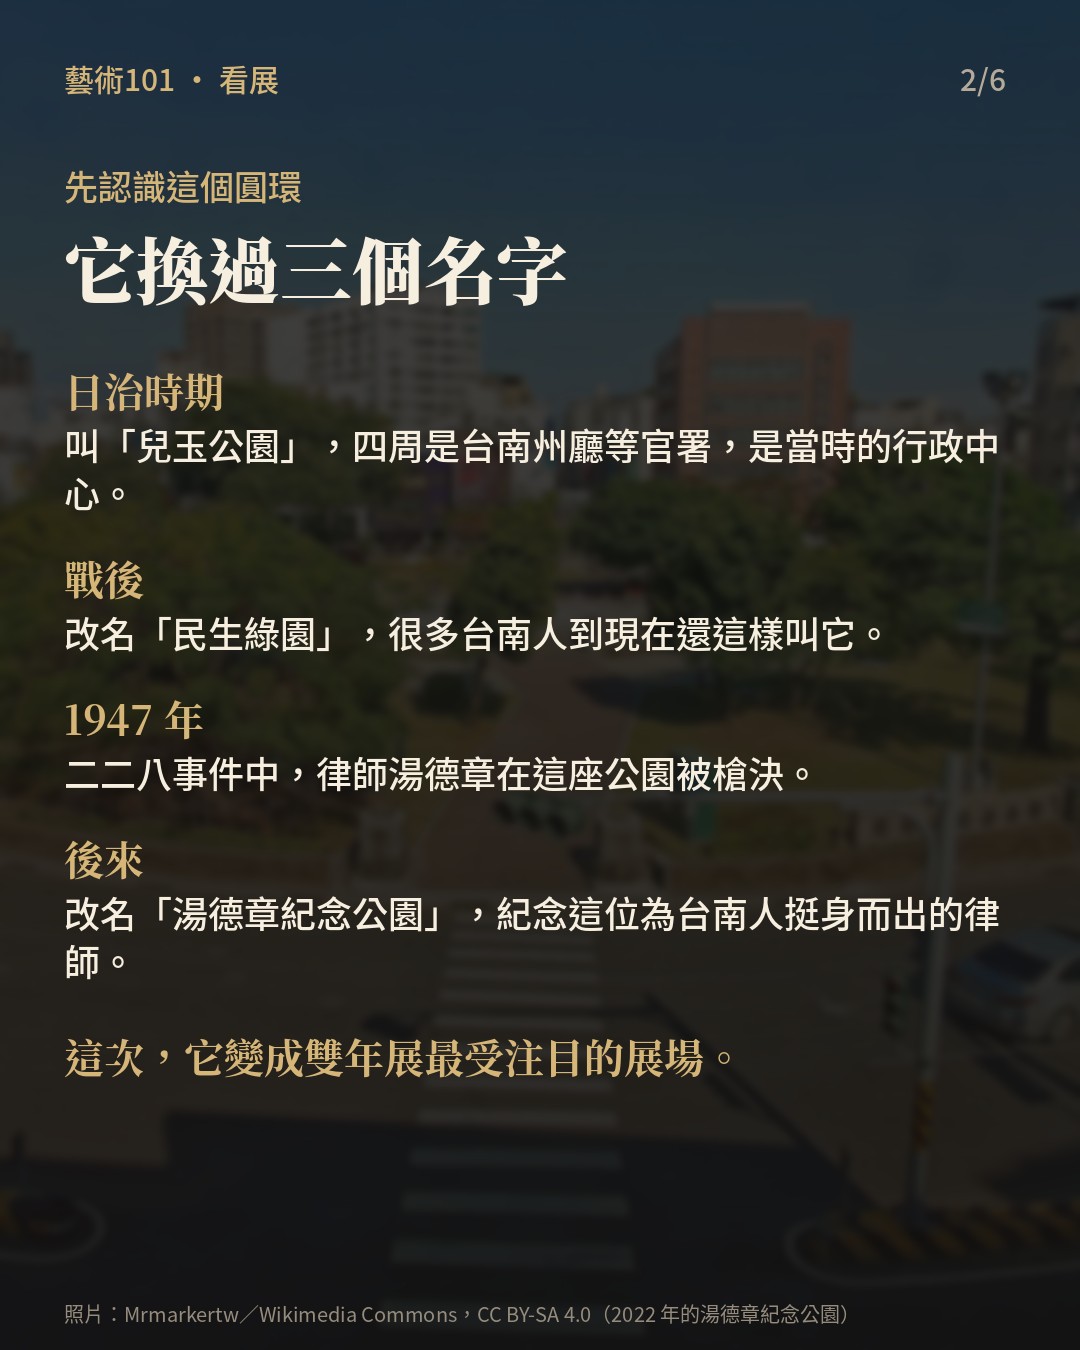 藝術101 · 看展
2/6
先認識這個圓環
它換過三個名字
日治時期
叫「兒玉公園」，四周是台南州廳等官署，是當時的行政中
心。
戰後
改名「民生綠園」，很多台南人到現在還這樣叫它。
1947 年
二二八事件中，律師湯德章在這座公園被槍決。
後來
改名「湯德章紀念公園」，紀念這位為台南人挺身而出的律
師。
這次，它變成雙年展最受注目的展場。
照片：Mrmarkertw／Wikimedia Commons，CC BY-SA 4.0（2022 年的湯德章紀念公園）